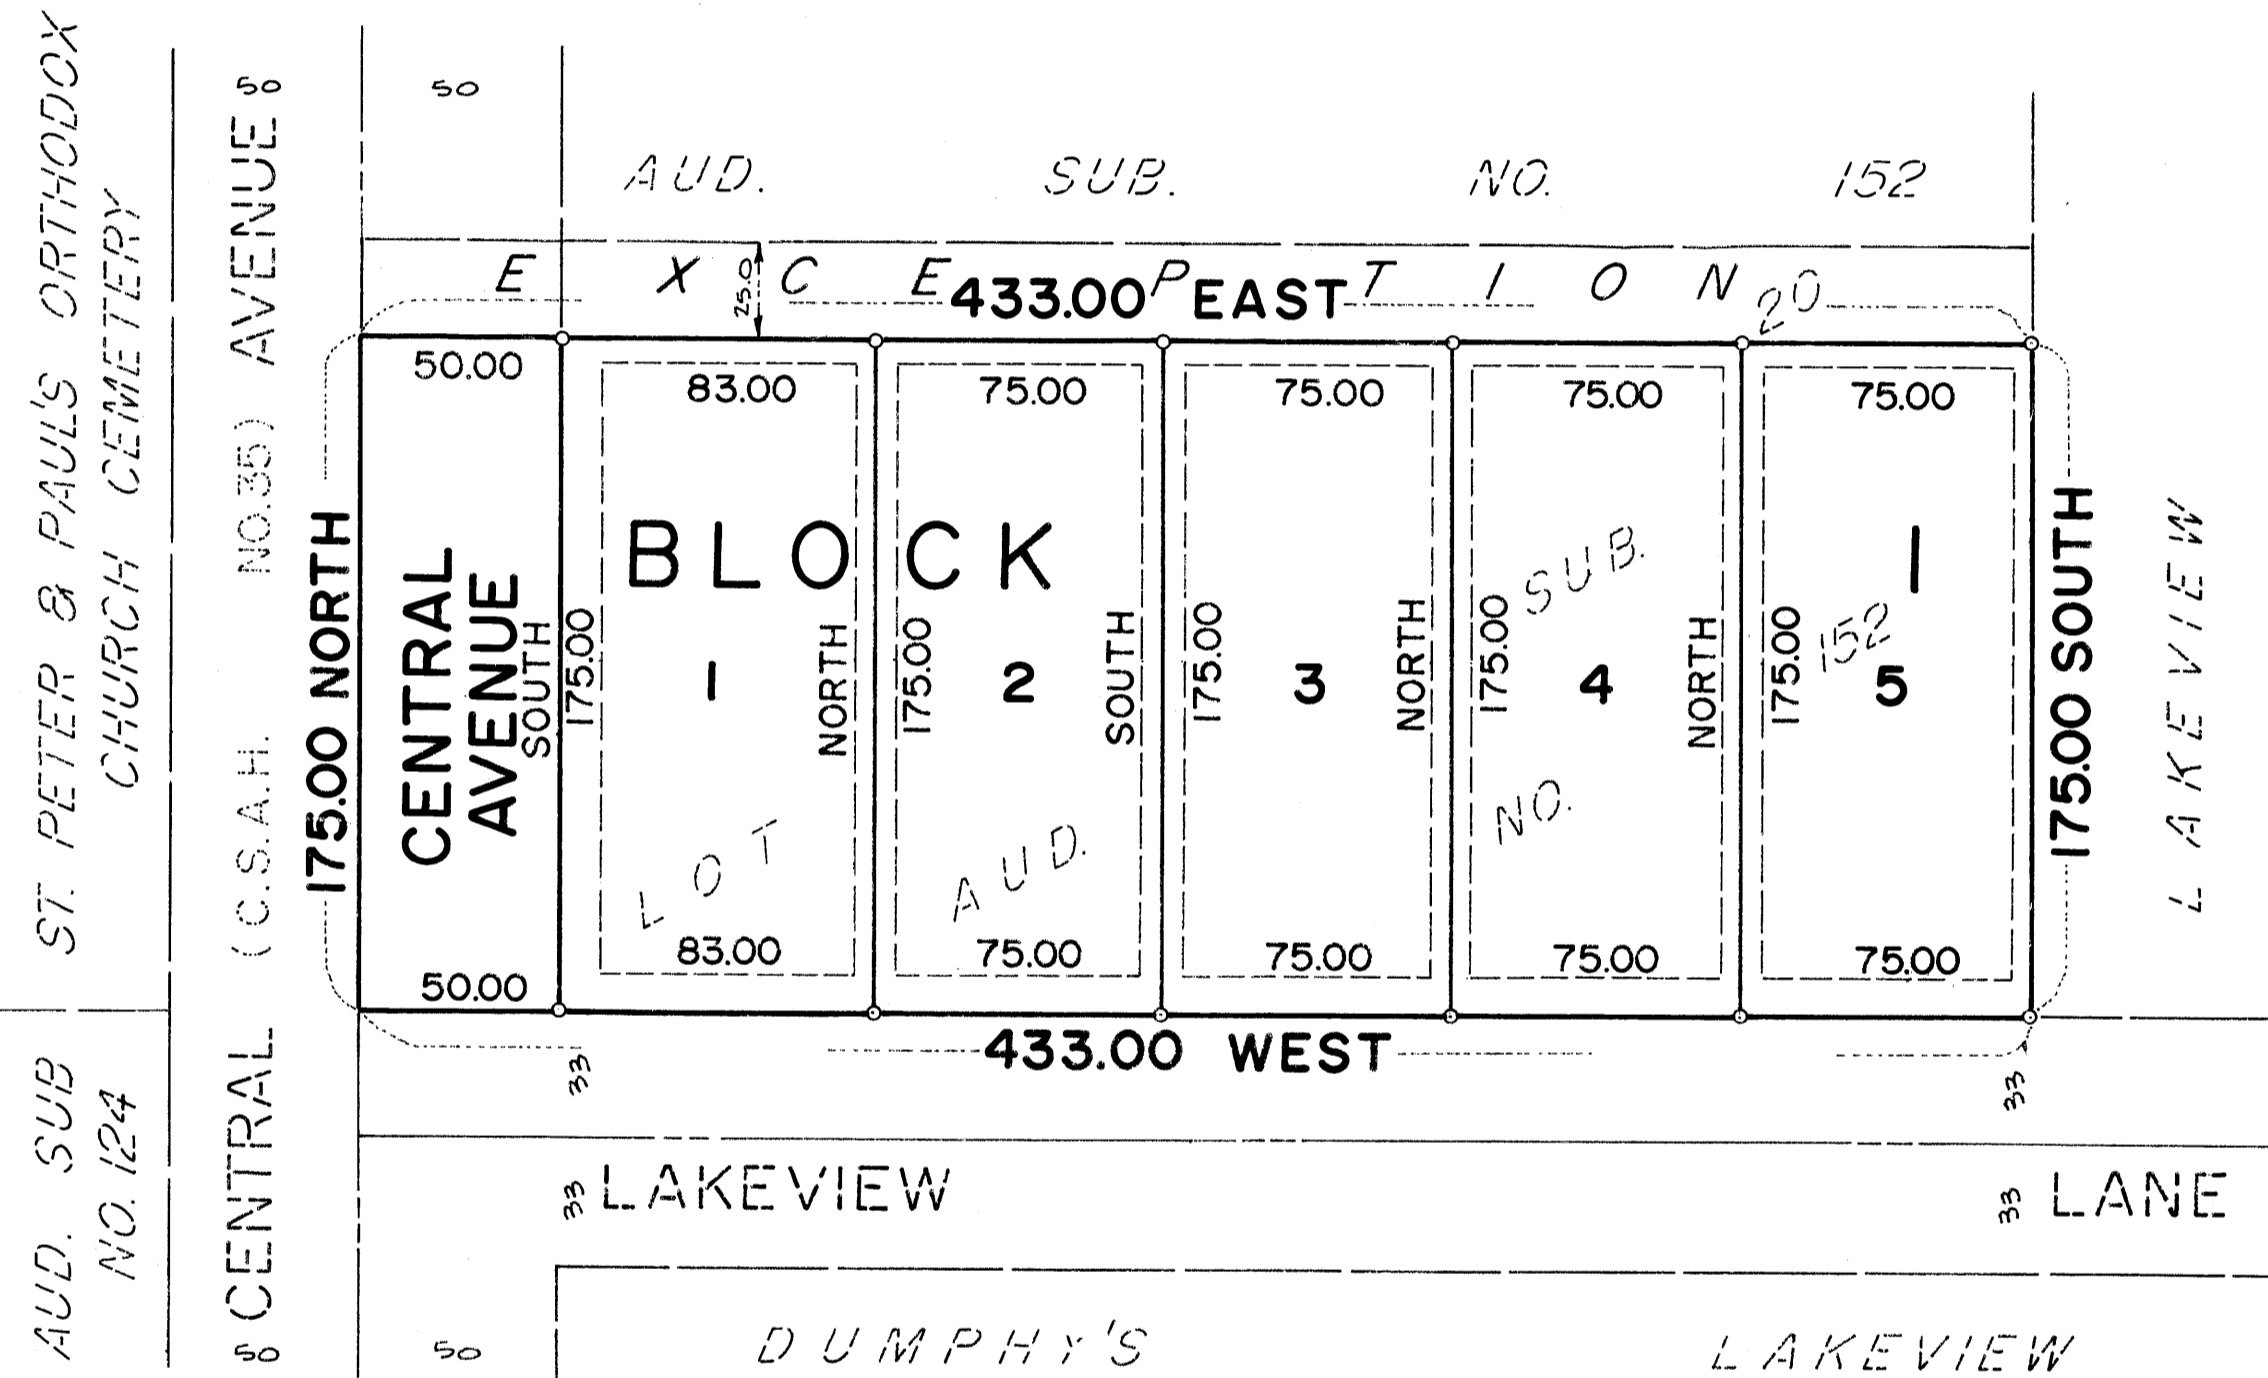 ST. PETER & PAUL'S ORTHODOX
CHURCH CEMETTERY
AUD. SUB
NO. 124
50
50
CENTRAL (C.S.A.H. NO.35) AVENUE
50
50
AUD. SUB. NO. 152
EXCEPTION
25.0
433.00 EAST
20
175.00 NORTH
50.00
CENTRAL
AVENUE
50.00
SOUTH
175.00
83.00
BLOCK 1
1
83.00
NORTH
175.00
75.00
2
75.00
SOUTH
175.00
75.00
3
75.00
NORTH
175.00
75.00
4
75.00
NORTH
175.00
75.00
5
75.00
LOT
AUD.
SUB.
NO.
152
175.00 SOUTH
LAKEVIEW
433.00 WEST
33
33
33
LAKEVIEW LANE
33
DUMPHY'S LAKEVIEW